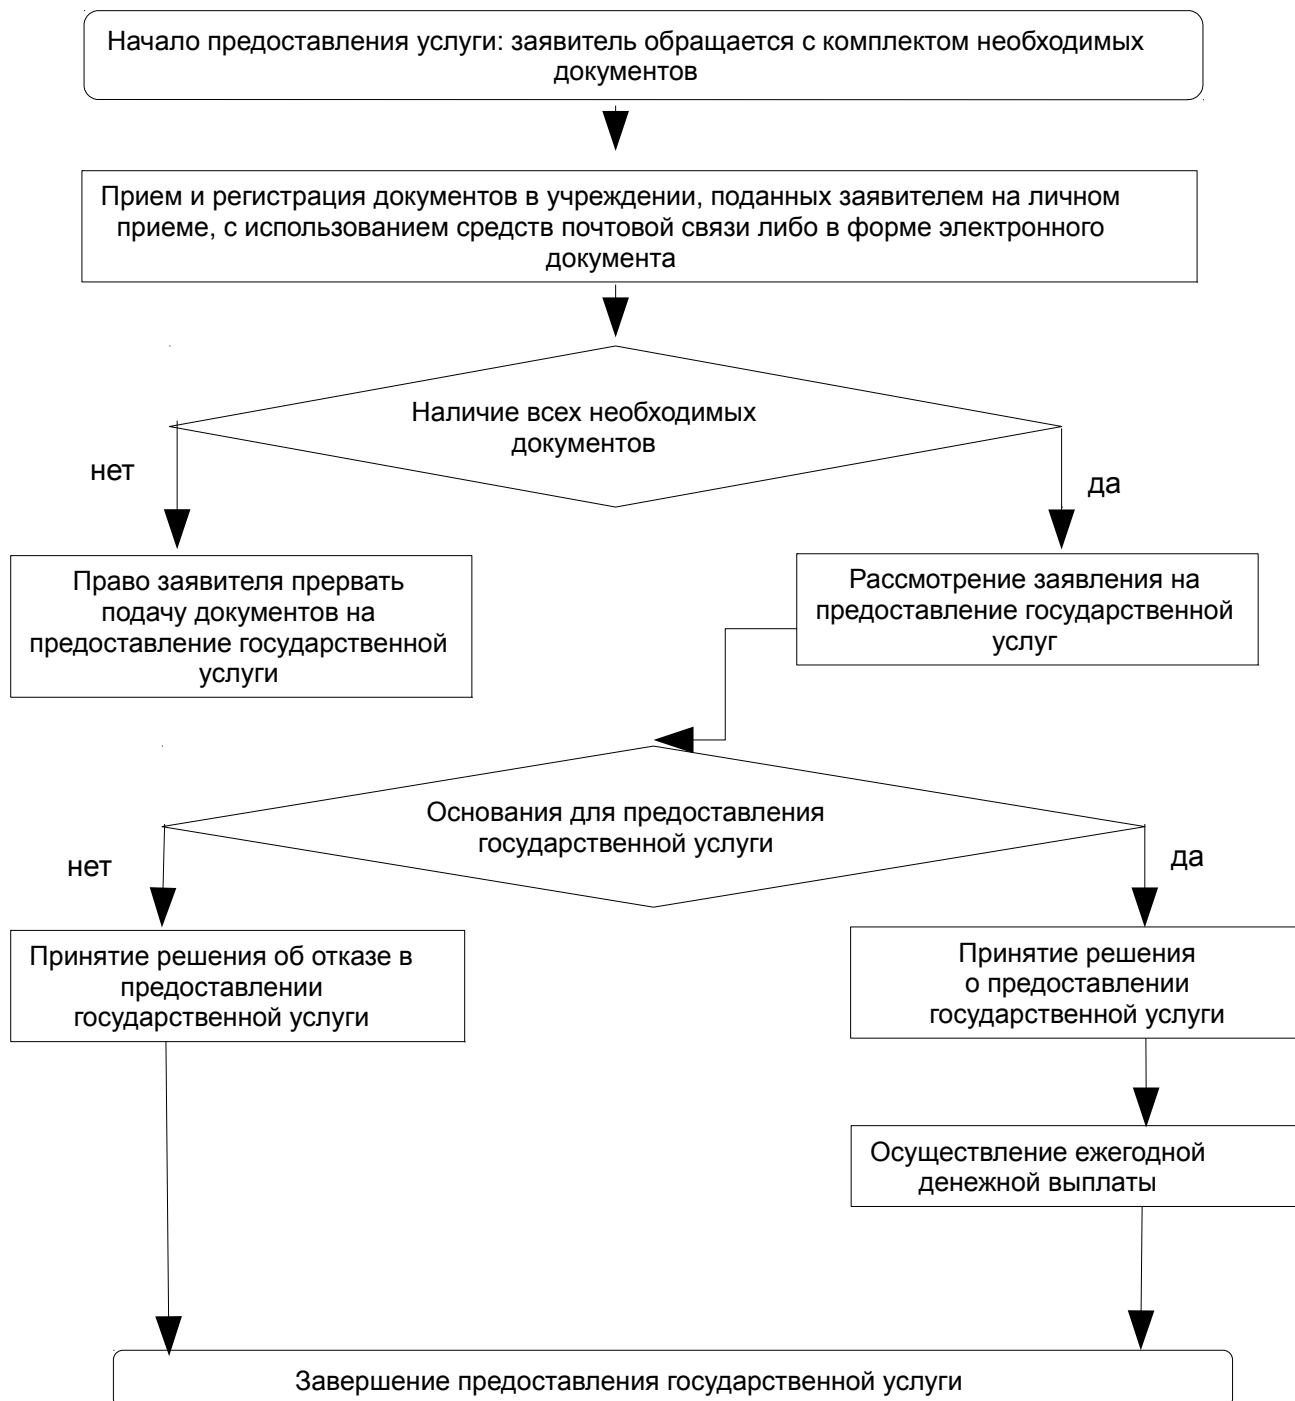 Начало предоставления услуги: заявитель обращается с комплектом необходимых
документов
Прием и регистрация документов в учреждении, поданных заявителем на личном
приеме, с использованием средств почтовой связи либо в форме электронного
документа
Наличие всех необходимых
документов
нет
да
Право заявителя прервать
подачу документов на
предоставление государственной
услуги
Рассмотрение заявления на
предоставление государственной
услуг
Основания для предоставления
государственной услуги
нет
да
Принятие решения об отказе в
предоставлении
государственной услуги
Принятие решения
о предоставлении
государственной услуги
Осуществление ежегодной
денежной выплаты
Завершение предоставления государственной услуги